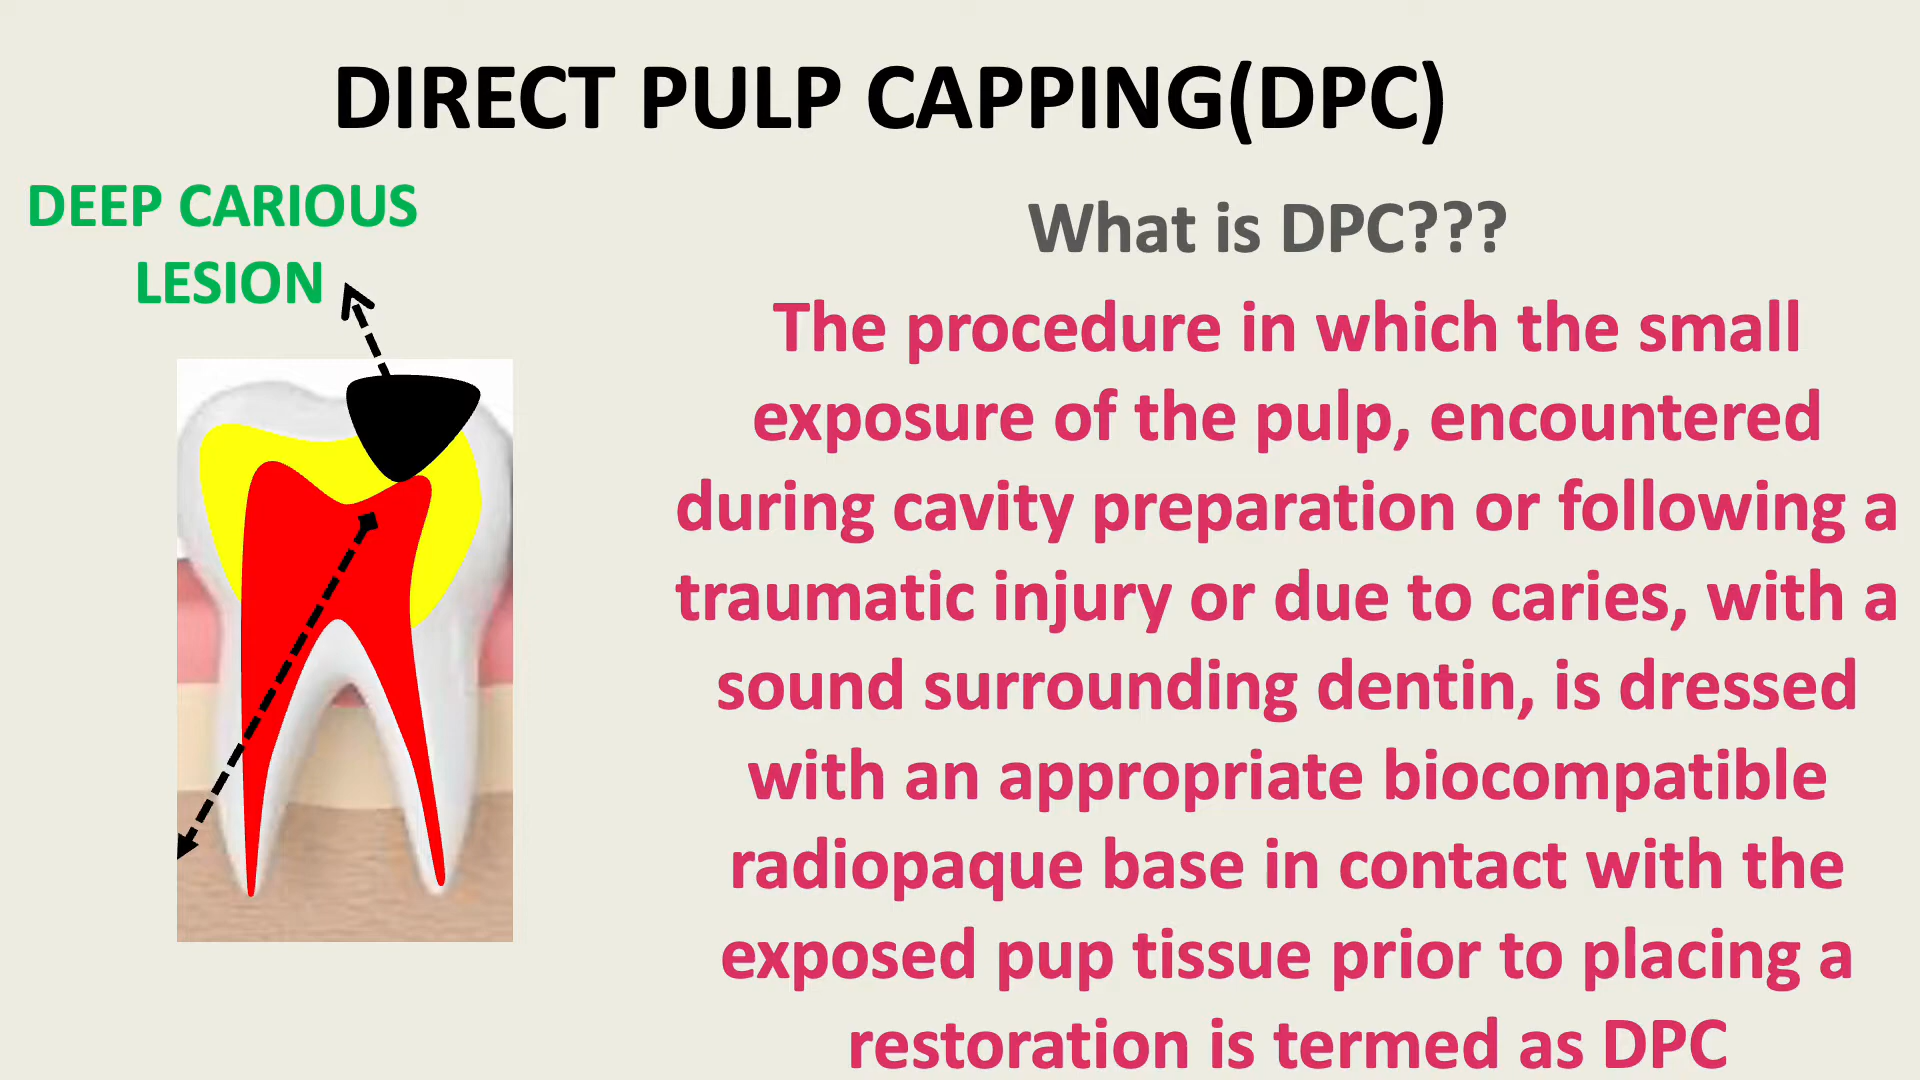 DIRECT PULP CAPPING(DPC)
DEEP CARIOUS
LESION
What is DPC???
The procedure in which the small
exposure of the pulp, encountered
during cavity preparation or following a
traumatic injury or due to caries, with a
sound surrounding dentin, is dressed
with an appropriate biocompatible
radiopaque base in contact with the
exposed pup tissue prior to placing a
restoration is termed as DPC